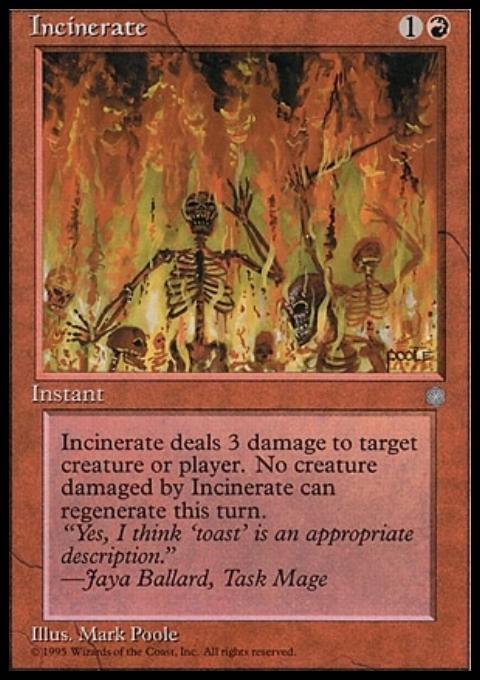 Incinerate 1
POOLE
Instant
Incinerate deals 3 damage to target
creature or player. No creature
damaged by Incinerate can
regenerate this turn.
“Yes, I think ‘toast’ is an appropriate
description.”
—Jaya Ballard, Task Mage
Illus. Mark Poole
© 1995 Wizards of the Coast, Inc. All rights reserved.